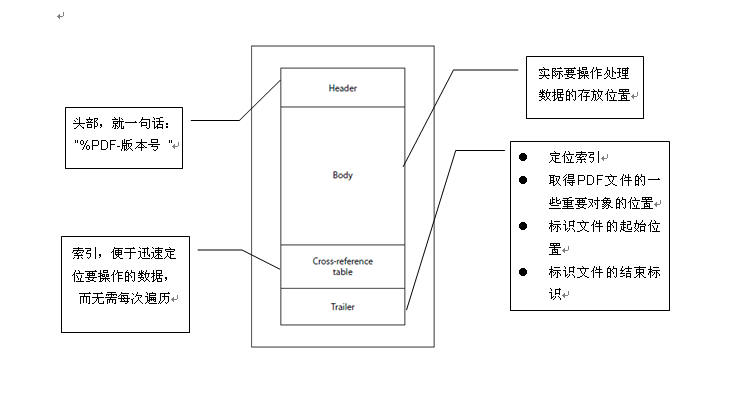 头部，就一句话：
"%PDF-版本号 "
索引，便于迅速定
位要操作的数据，
而无需每次遍历
Header
Body
Cross-reference
table
Trailer
实际要操作处理
数据的存放位置
● 定位索引
● 取得PDF文件的一
些重要对象的位置
● 标识文件的起始位
置
● 标识文件的结束标
识